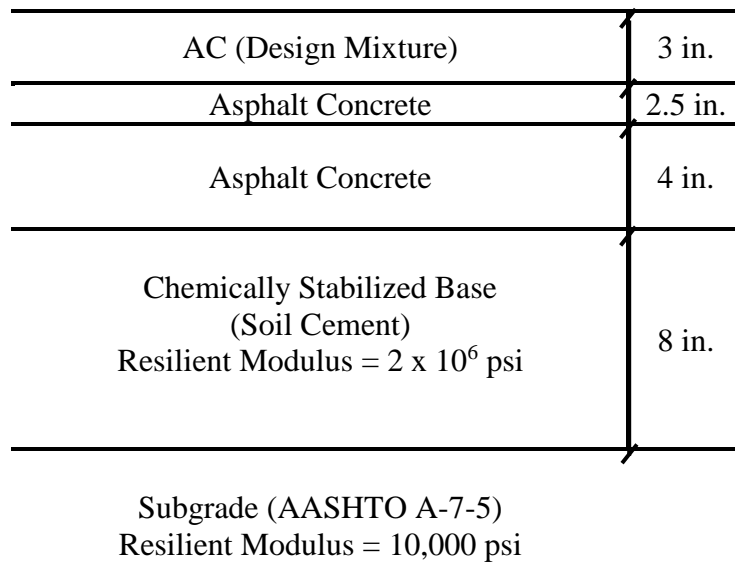 AC (Design Mixture) 3 in.
Asphalt Concrete 2.5 in.
Asphalt Concrete 4 in.
Chemically Stabilized Base
(Soil Cement)
8 in.
Resilient Modulus = 2 x 10⁶ psi
Subgrade (AASHTO A-7-5)
Resilient Modulus = 10,000 psi